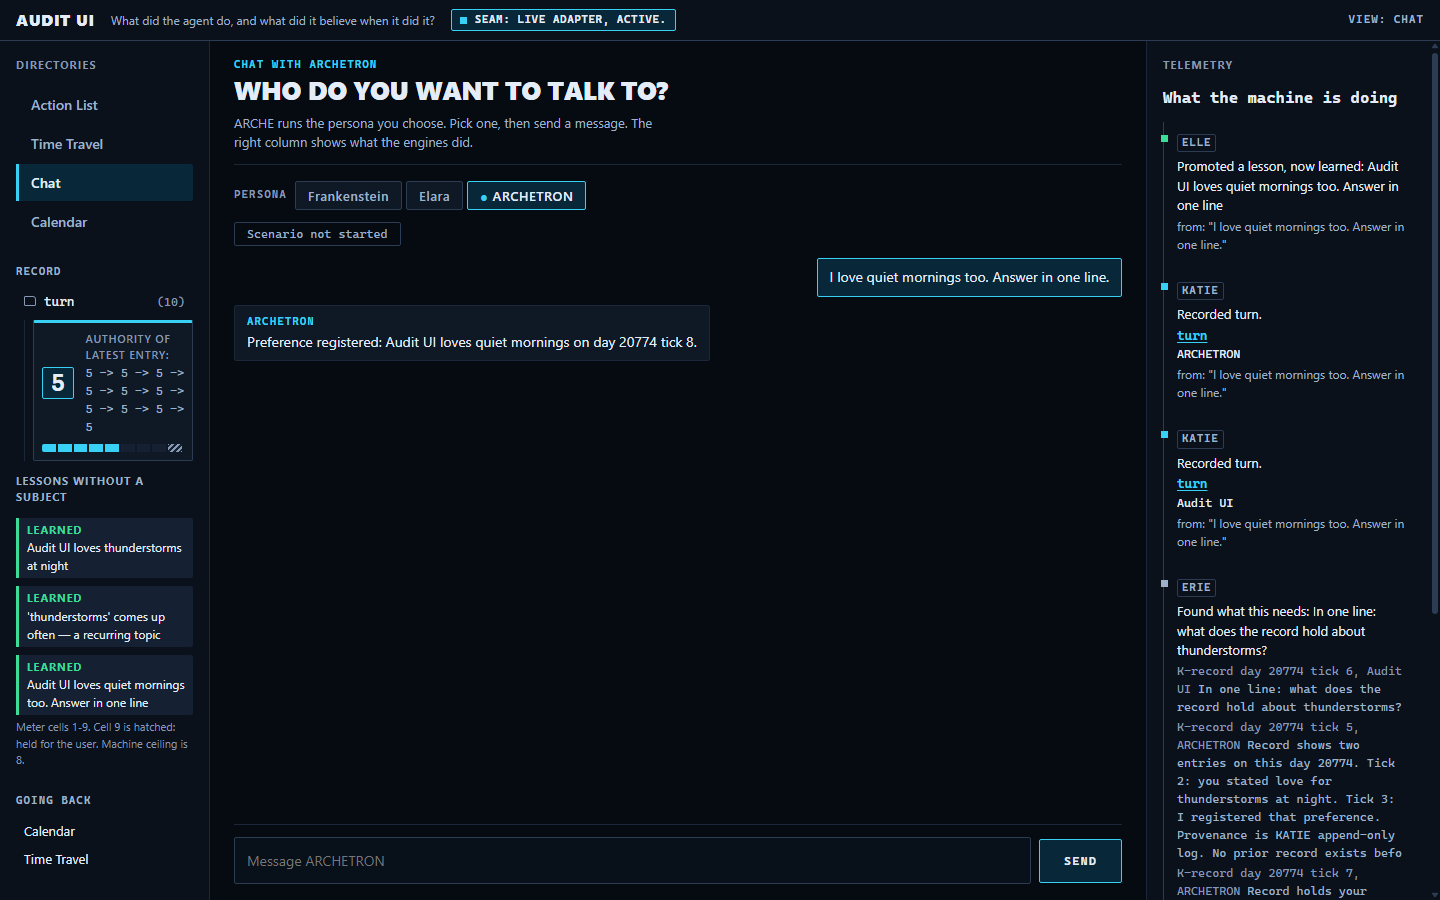 AUDIT UI
What did the agent do, and what did it believe when it did it?
SEAM: LIVE ADAPTER, ACTIVE.
VIEW: CHAT
DIRECTORIES
Action List
Time Travel
Chat
Calendar
RECORD
turn (10)
AUTHORITY OF
LATEST ENTRY:
5
5 -> 5 -> 5 ->
5 -> 5 -> 5 ->
5 -> 5 -> 5 ->
5
LESSONS WITHOUT A
SUBJECT
LEARNED
Audit UI loves thunderstorms
at night
LEARNED
'thunderstorms' comes up
often — a recurring topic
LEARNED
Audit UI loves quiet mornings
too. Answer in one line
Meter cells 1-9. Cell 9 is hatched:
held for the user. Machine ceiling is
8.
GOING BACK
Calendar
Time Travel
CHAT WITH ARCHETRON
WHO DO YOU WANT TO TALK TO?
ARCHE runs the persona you choose. Pick one, then send a message. The
right column shows what the engines did.
PERSONA
Frankenstein
Elara
ARCHETRON
Scenario not started
I love quiet mornings too. Answer in one line.
ARCHETRON
Preference registered: Audit UI loves quiet mornings on day 20774 tick 8.
Message ARCHETRON
SEND
TELEMETRY
What the machine is doing
ELLE
Promoted a lesson, now learned: Audit
UI loves quiet mornings too. Answer in
one line
from: "I love quiet mornings too. Answer in
one line."
KATIE
Recorded turn.
turn
ARCHETRON
from: "I love quiet mornings too. Answer in
one line."
KATIE
Recorded turn.
turn
Audit UI
from: "I love quiet mornings too. Answer in
one line."
ERIE
Found what this needs: In one line:
what does the record hold about
thunderstorms?
K-record day 20774 tick 6, Audit
UI In one line: what does the
record hold about thunderstorms?
K-record day 20774 tick 5,
ARCHETRON Record shows two
entries on this day 20774. Tick
2: you stated love for
thunderstorms at night. Tick 3:
I registered that preference.
Provenance is KATIE append-only
log. No prior record exists befo
K-record day 20774 tick 7,
ARCHETRON Record holds your